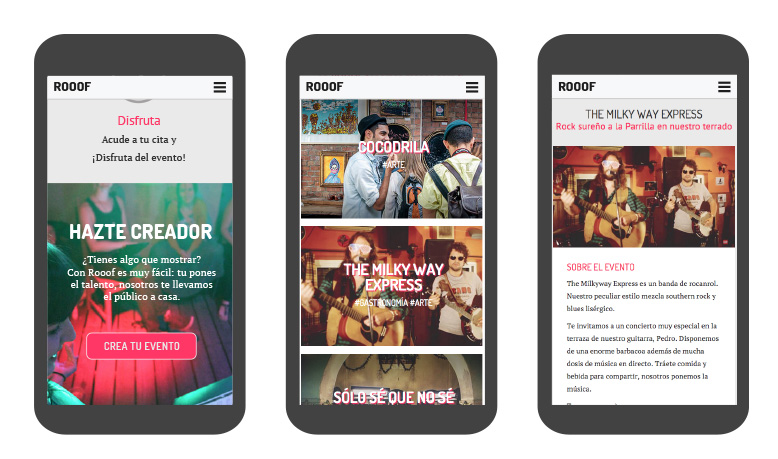 ROOOF
Disfruta
Acude a tu cita y
¡Disfruta del evento!
HAZTE CREADOR
¿Tienes algo que mostrar?
Con Rooof es muy fácil: tu pones
el talento, nosotros te llevamos
el público a casa.
CREA TU EVENTO
ROOOF
COCODRILA
#ARTE
THE MILKY WAY
EXPRESS
#GASTRONOMÍA #ARTE
SÓLO SÉ QUE NO SÉ
ROOOF
THE MILKY WAY EXPRESS
Rock sureño a la Parrilla en nuestro terrado
SOBRE EL EVENTO
The Milkyway Express es un banda de rocanrol.
Nuestro peculiar estilo mezcla southern rock y
blues lisérgico.
Te invitamos a un concierto muy especial en la
terraza de nuestro guitarra, Pedro. Disponemos
de una enorme barbacoa además de mucha
dosis de música en directo. Tráete comida y
bebida para compartir, nosotros ponemos la
música.